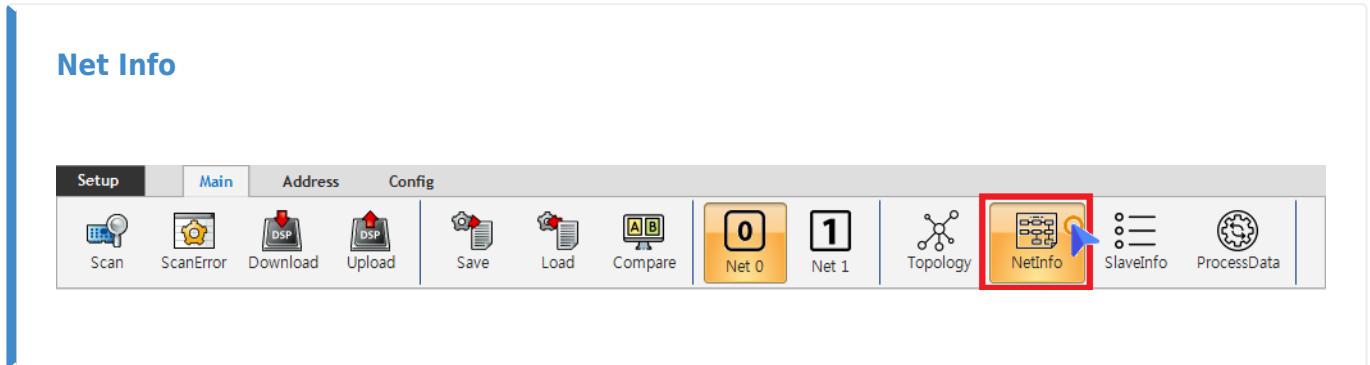 Net Info
Setup Main Address Config
DSP DSP A B 0 1
Scan ScanError Download Upload Save Load Compare Net 0 Net 1 Topology NetInfo SlaveInfo ProcessData